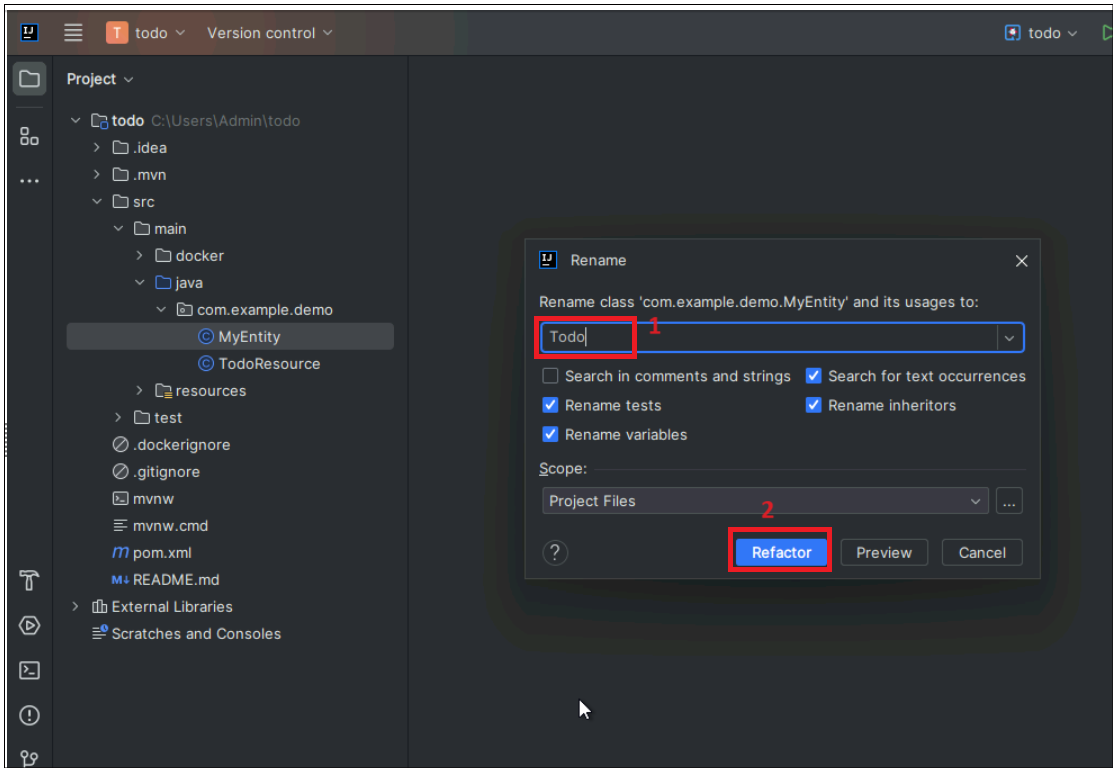 IJ T todo Version control todo
Project
todo C:\Users\Admin\todo
.idea
.mvn
src
main
docker
java
com.example.demo
MyEntity
TodoResource
resources
test
.dockerignore
.gitignore
mvnw
mvnw.cmd
m pom.xml
M↓ README.md
External Libraries
Scratches and Consoles
IJ Rename
Rename class 'com.example.demo.MyEntity' and its usages to:
Todo 1
Search in comments and strings Search for text occurrences
Rename tests Rename inheritors
Rename variables
Scope:
Project Files ...
2
? Refactor Preview Cancel